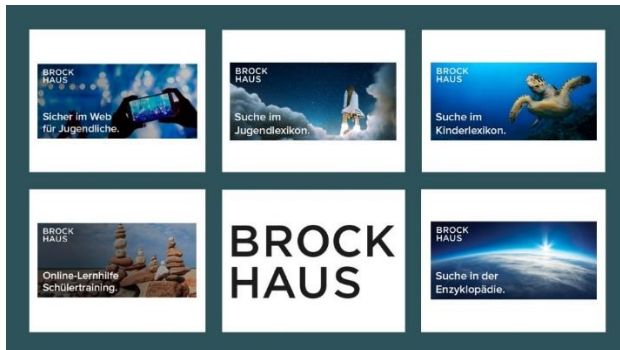 BROCK
HAUS
Sicher im Web
für Jugendliche.
BROCK
HAUS
Suche im
Jugendlexikon.
BROCK
HAUS
Suche im
Kinderlexikon.
BROCK
HAUS
Online-Lernhilfe
Schülertraining.
BROCK
HAUS
BROCK
HAUS
Suche in der
Enzyklopädie.